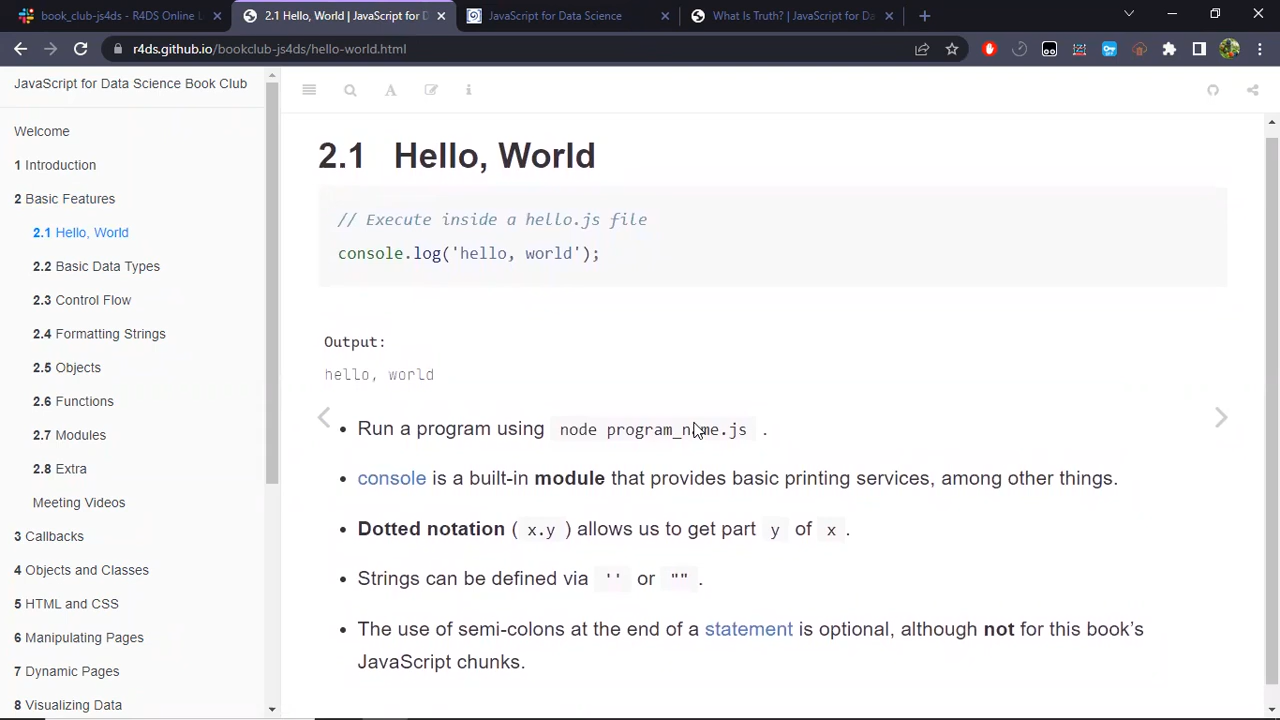 book_club-js4ds - R4DS Online L
2.1 Hello, World | JavaScript for D
JavaScript for Data Science
What Is Truth? | JavaScript for Da
r4ds.github.io/bookclub-js4ds/hello-world.html
JavaScript for Data Science Book Club
Welcome
1 Introduction
2 Basic Features
2.1 Hello, World
2.2 Basic Data Types
2.3 Control Flow
2.4 Formatting Strings
2.5 Objects
2.6 Functions
2.7 Modules
2.8 Extra
Meeting Videos
3 Callbacks
4 Objects and Classes
5 HTML and CSS
6 Manipulating Pages
7 Dynamic Pages
8 Visualizing Data
2.1 Hello, World
// Execute inside a hello.js file
console.log('hello, world');
Output:
hello, world
• Run a program using node program_name.js .
• console is a built-in module that provides basic printing services, among other things.
• Dotted notation ( x.y ) allows us to get part y of x .
• Strings can be defined via '' or "" .
• The use of semi-colons at the end of a statement is optional, although not for this book's
JavaScript chunks.